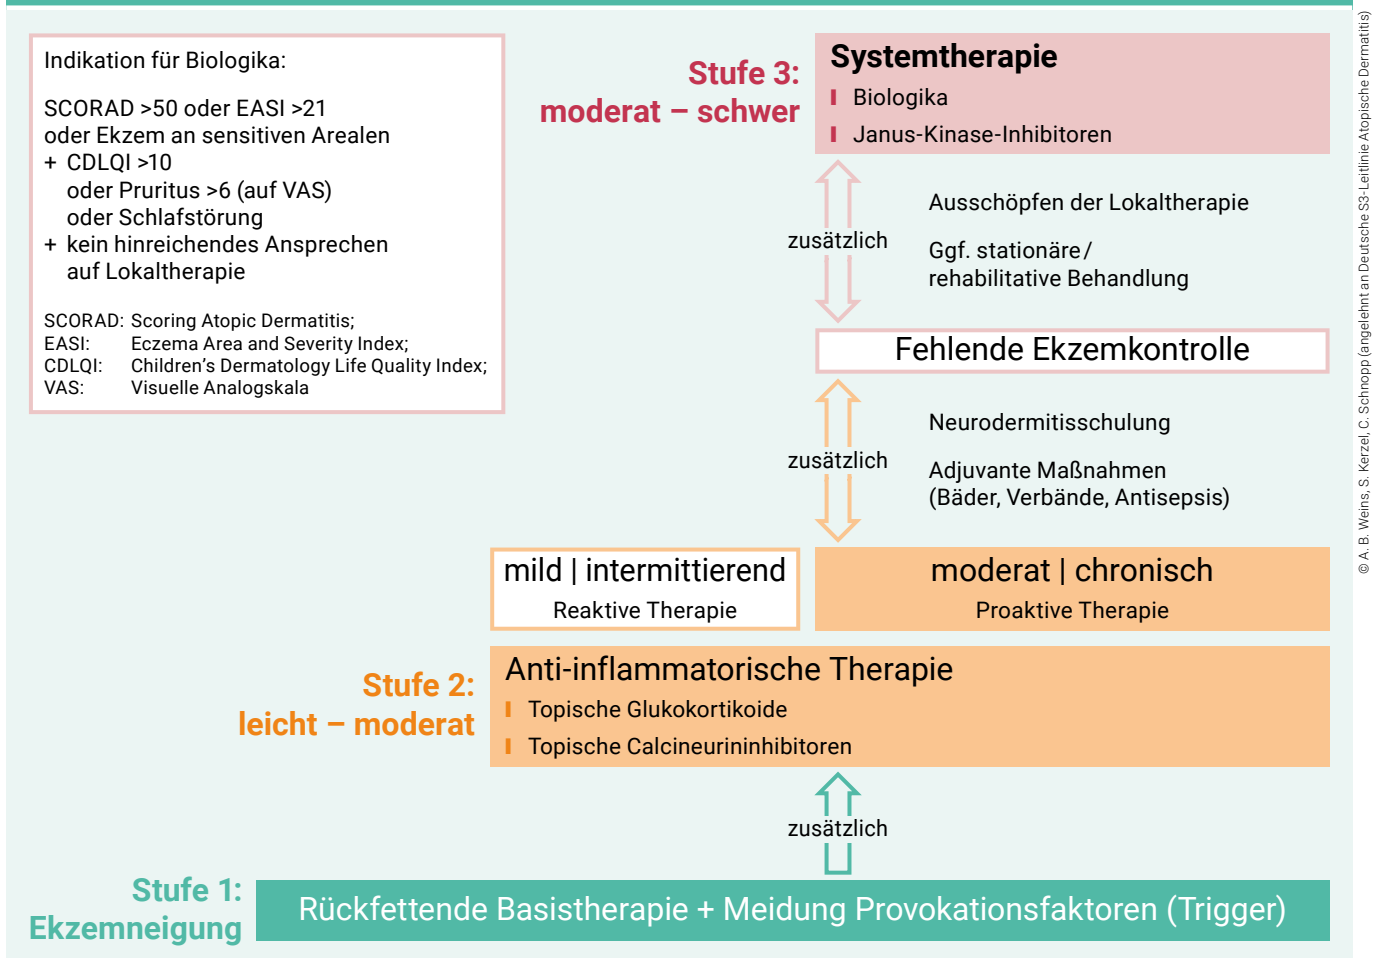 Indikation für Biologika:
SCORAD >50 oder EASI >21
oder Ekzem an sensitiven Arealen
+ CDLQI >10
oder Pruritus >6 (auf VAS)
oder Schlafstörung
+ kein hinreichendes Ansprechen
auf Lokaltherapie
SCORAD: Scoring Atopic Dermatitis;
EASI: Eczema Area and Severity Index;
CDLQI: Children's Dermatology Life Quality Index;
VAS: Visuelle Analogskala
Stufe 3:
moderat – schwer
Systemtherapie
Biologika
Janus-Kinase-Inhibitoren
zusätzlich
Ausschöpfen der Lokaltherapie
Ggf. stationäre/
rehabilitative Behandlung
Fehlende Ekzemkontrolle
zusätzlich
Neurodermitisschulung
Adjuvante Maßnahmen
(Bäder, Verbände, Antisepsis)
mild | intermittierend
Reaktive Therapie
moderat | chronisch
Proaktive Therapie
Stufe 2:
leicht – moderat
Anti-inflammatorische Therapie
Topische Glukokortikoide
Topische Calcineurininhibitoren
zusätzlich
Stufe 1:
Ekzemneigung
Rückfettende Basistherapie + Meidung Provokationsfaktoren (Trigger)
© A. B. Weins, S. Kerzel, C. Schnopp (angelehnt an Deutsche S3-Leitlinie Atopische Dermatitis)